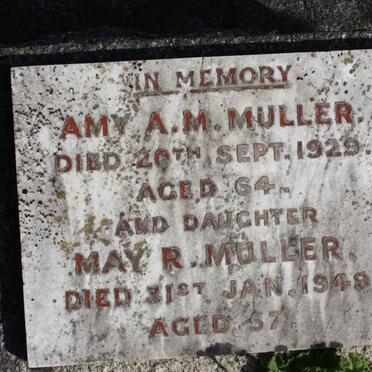 IN MEMORY
AMY A.M. MULLER.
DIED 20TH SEPT. 1929.
AGED 64.
AND DAUGHTER
MAY R. MULLER.
DIED 31ST JAN. 1949
AGED 57.